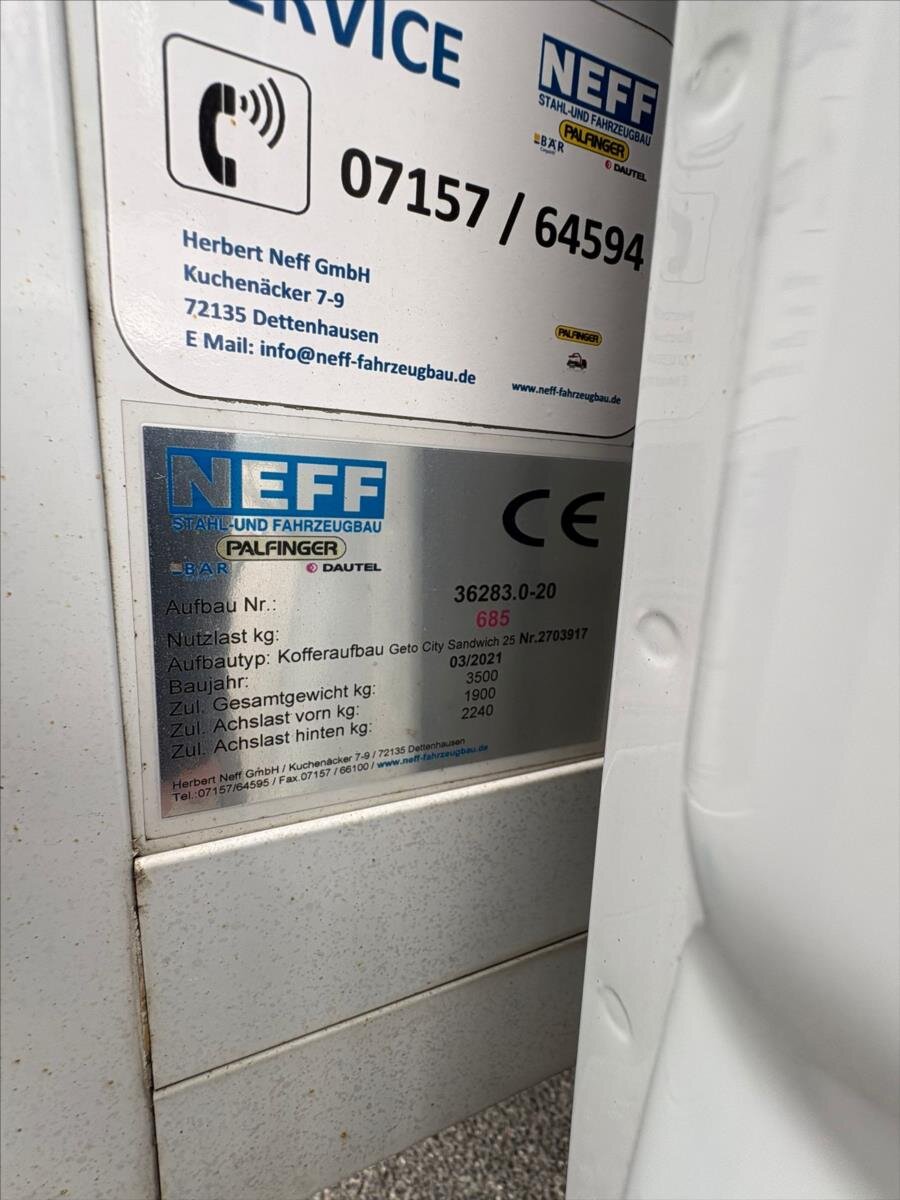 ERVICE
NEFF
STAHL-UND FAHRZEUGBAU
PALFINGER
BÄR
DAUTEL
07157 / 64594
Herbert Neff GmbH
Kuchenäcker 7-9
72135 Dettenhausen
E Mail: info@neff-fahrzeugbau.de
PALFINGER
www.neff-fahrzeugbau.de
NEFF
STAHL-UND FAHRZEUGBAU
PALFINGER
BÄR DAUTEL
CE
Aufbau Nr.: 36283.0-20
Nutzlast kg: 685
Aufbautyp: Kofferaufbau Geto City Sandwich 25 Nr.2703917
Baujahr: 03/2021
Zul. Gesamtgewicht kg: 3500
Zul. Achslast vorn kg: 1900
Zul. Achslast hinten kg: 2240
Herbert Neff GmbH / Kuchenäcker 7-9 / 72135 Dettenhausen
Tel.:07157/64595 / Fax.07157 / 66100 / www.neff-fahrzeugbau.de